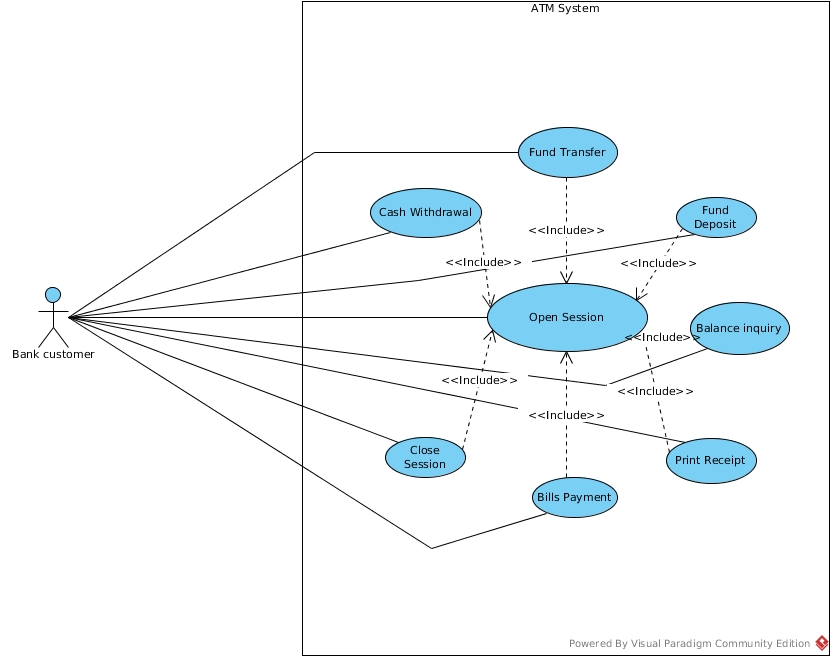 ATM System
Fund Transfer
Cash Withdrawal
Fund
Deposit
<<Include>>
<<Include>>
<<Include>>
Bank customer
Open Session
Balance inquiry
<<Include>>
<<Include>>
<<Include>>
<<Include>>
Close
Session
Print Receipt
Bills Payment
Powered By Visual Paradigm Community Edition